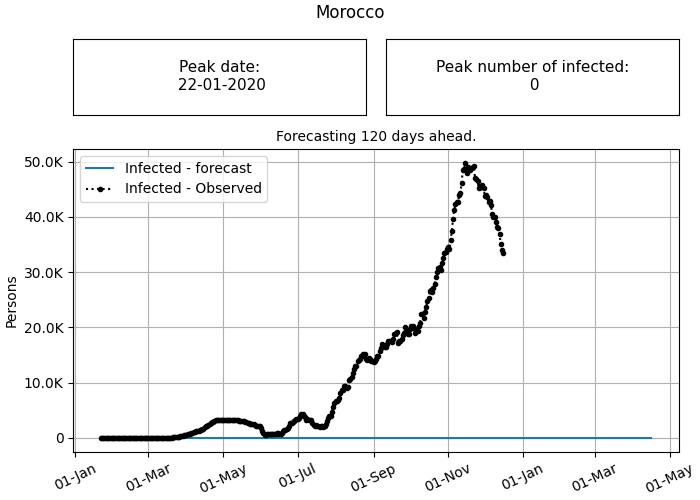 Morocco
Peak date:
22-01-2020
Peak number of infected:
0
Forecasting 120 days ahead.
Infected - forecast
Infected - Observed
50.0K
40.0K
30.0K
20.0K
10.0K
0
Persons
01-Jan
01-Mar
01-May
01-Jul
01-Sep
01-Nov
01-Jan
01-Mar
01-May